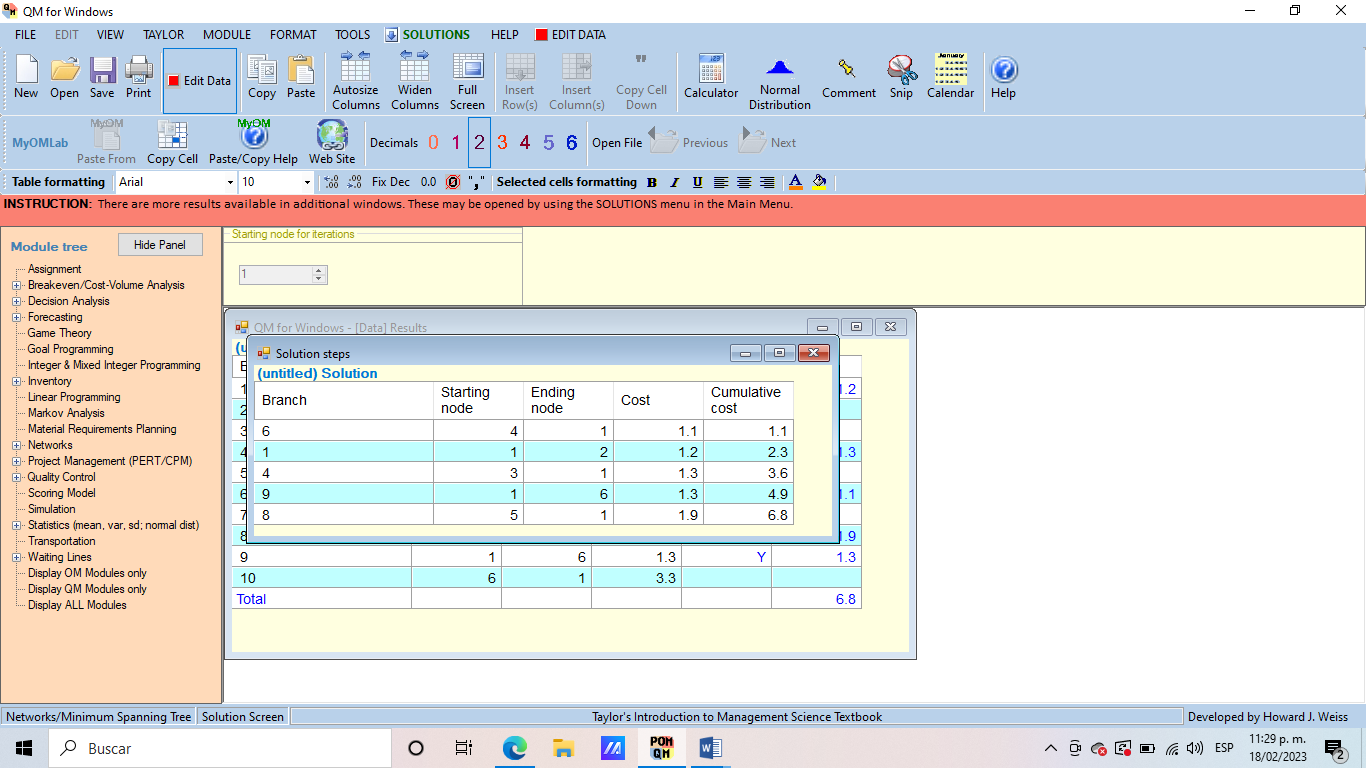 QM for Windows
FILE EDIT VIEW TAYLOR MODULE FORMAT TOOLS SOLUTIONS HELP EDIT DATA
New Open Save Print Edit Data Copy Paste Autosize Columns Widen Columns Full Screen Insert Row(s) Insert Column(s) Copy Cell Down Calculator Normal Distribution Comment Snip Calendar Help
MyOMLab Paste From Copy Cell Paste/Copy Help Web Site Decimals 0 1 2 3 4 5 6 Open File Previous Next
Table formatting Arial 10 Fix Dec 0.0 "," Selected cells formatting B I U A
INSTRUCTION: There are more results available in additional windows. These may be opened by using the SOLUTIONS menu in the Main Menu.
Module tree Hide Panel
Assignment
Breakeven/Cost-Volume Analysis
Decision Analysis
Forecasting
Game Theory
Goal Programming
Integer & Mixed Integer Programming
Inventory
Linear Programming
Markov Analysis
Material Requirements Planning
Networks
Project Management (PERT/CPM)
Quality Control
Scoring Model
Simulation
Statistics (mean, var, sd; normal dist)
Transportation
Waiting Lines
Display OM Modules only
Display QM Modules only
Display ALL Modules
Starting node for iterations
1
QM for Windows - [Data] Results
Solution steps
(untitled) Solution
Branch Starting node Ending node Cost Cumulative cost
6 4 1 1.1 1.1
1 1 2 1.2 2.3
4 3 1 1.3 3.6
9 1 6 1.3 4.9
8 5 1 1.9 6.8
9 1 6 1.3 Y 1.3
10 6 1 3.3
Total 6.8
Networks/Minimum Spanning Tree Solution Screen Taylor's Introduction to Management Science Textbook Developed by Howard J. Weiss
Buscar POM QM ESP 11:29 p. m.
18/02/2023 2